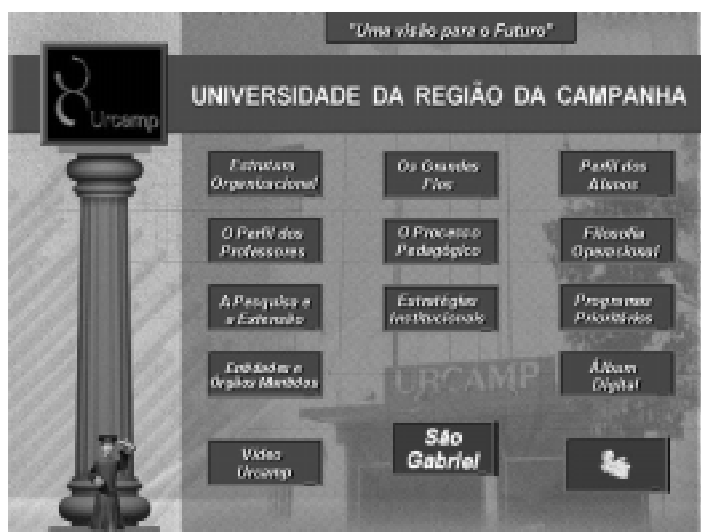 "Uma visão para o Futuro"
Urcamp
UNIVERSIDADE DA REGIÃO DA CAMPANHA
Estrutura
Organizacional
Os Grandes
Fios
Perfil dos
Alunos
O Perfil dos
Professores
O Processo
Pedagógico
Filosofia
Operacional
A Pesquisa e
a Extensão
Estratégias
Institucionais
Programas
Prioritários
Entidades e
Órgãos Mantidos
URCAMP
Álbum
Digital
Vídeo
Urcamp
São
Gabriel